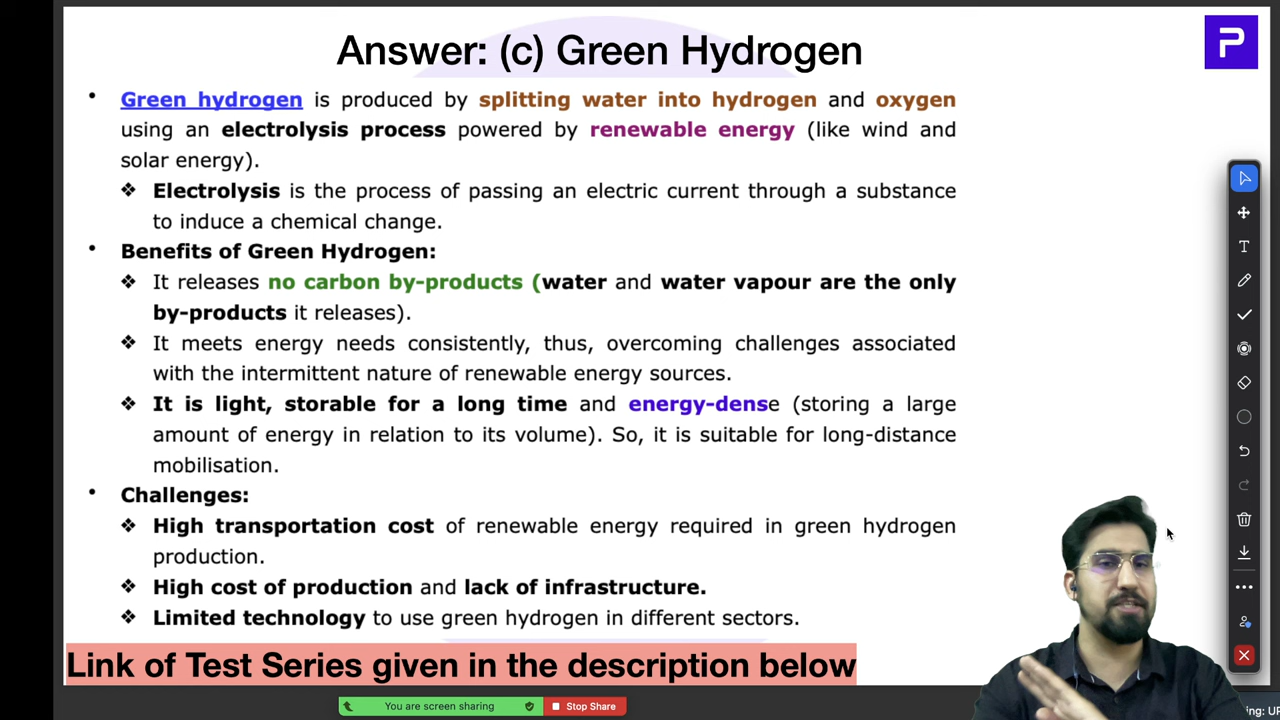 Answer: (c) Green Hydrogen
P
• Green hydrogen is produced by splitting water into hydrogen and oxygen
using an electrolysis process powered by renewable energy (like wind and
solar energy).
❖ Electrolysis is the process of passing an electric current through a substance
to induce a chemical change.
• Benefits of Green Hydrogen:
❖ It releases no carbon by-products (water and water vapour are the only
by-products it releases).
❖ It meets energy needs consistently, thus, overcoming challenges associated
with the intermittent nature of renewable energy sources.
❖ It is light, storable for a long time and energy-dense (storing a large
amount of energy in relation to its volume). So, it is suitable for long-distance
mobilisation.
• Challenges:
❖ High transportation cost of renewable energy required in green hydrogen
production.
❖ High cost of production and lack of infrastructure.
❖ Limited technology to use green hydrogen in different sectors.
Link of Test Series given in the description below
You are screen sharing
Stop Share
ing: UP